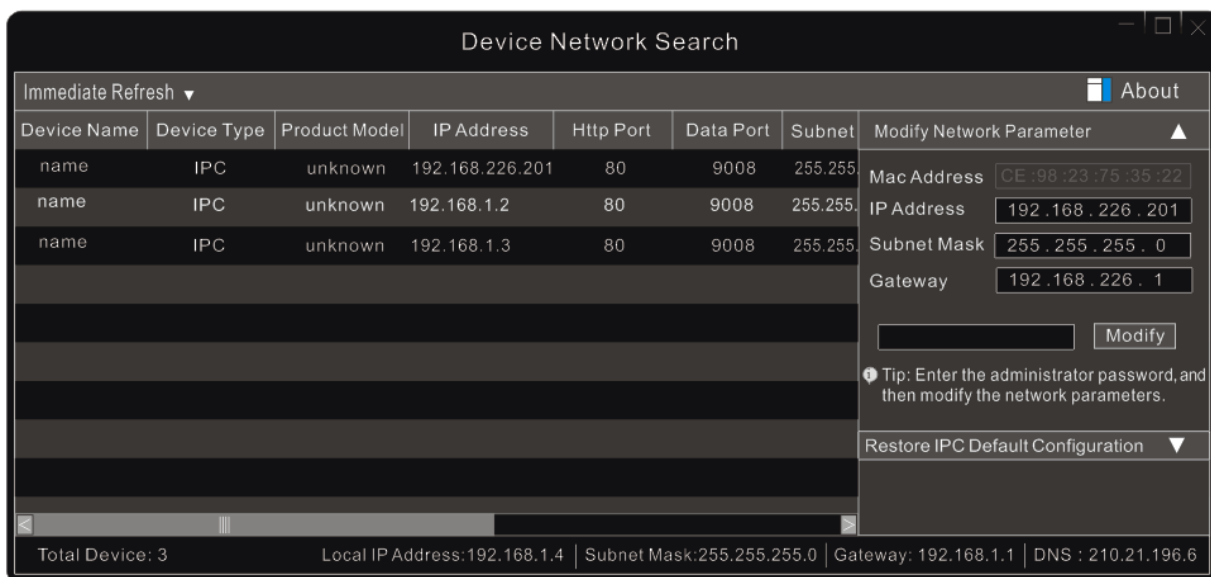 Device Network Search
Immediate Refresh ▼ About
Device Name Device Type Product Model IP Address Http Port Data Port Subnet
name IPC unknown 192.168.226.201 80 9008 255.255.
name IPC unknown 192.168.1.2 80 9008 255.255.
name IPC unknown 192.168.1.3 80 9008 255.255.
Modify Network Parameter ▲
Mac Address CE:98:23:75:35:22
IP Address 192.168.226.201
Subnet Mask 255.255.255.0
Gateway 192.168.226.1
Modify
Tip: Enter the administrator password, and
then modify the network parameters.
Restore IPC Default Configuration ▼
Total Device: 3 Local IP Address:192.168.1.4 Subnet Mask:255.255.255.0 Gateway: 192.168.1.1 DNS : 210.21.196.6